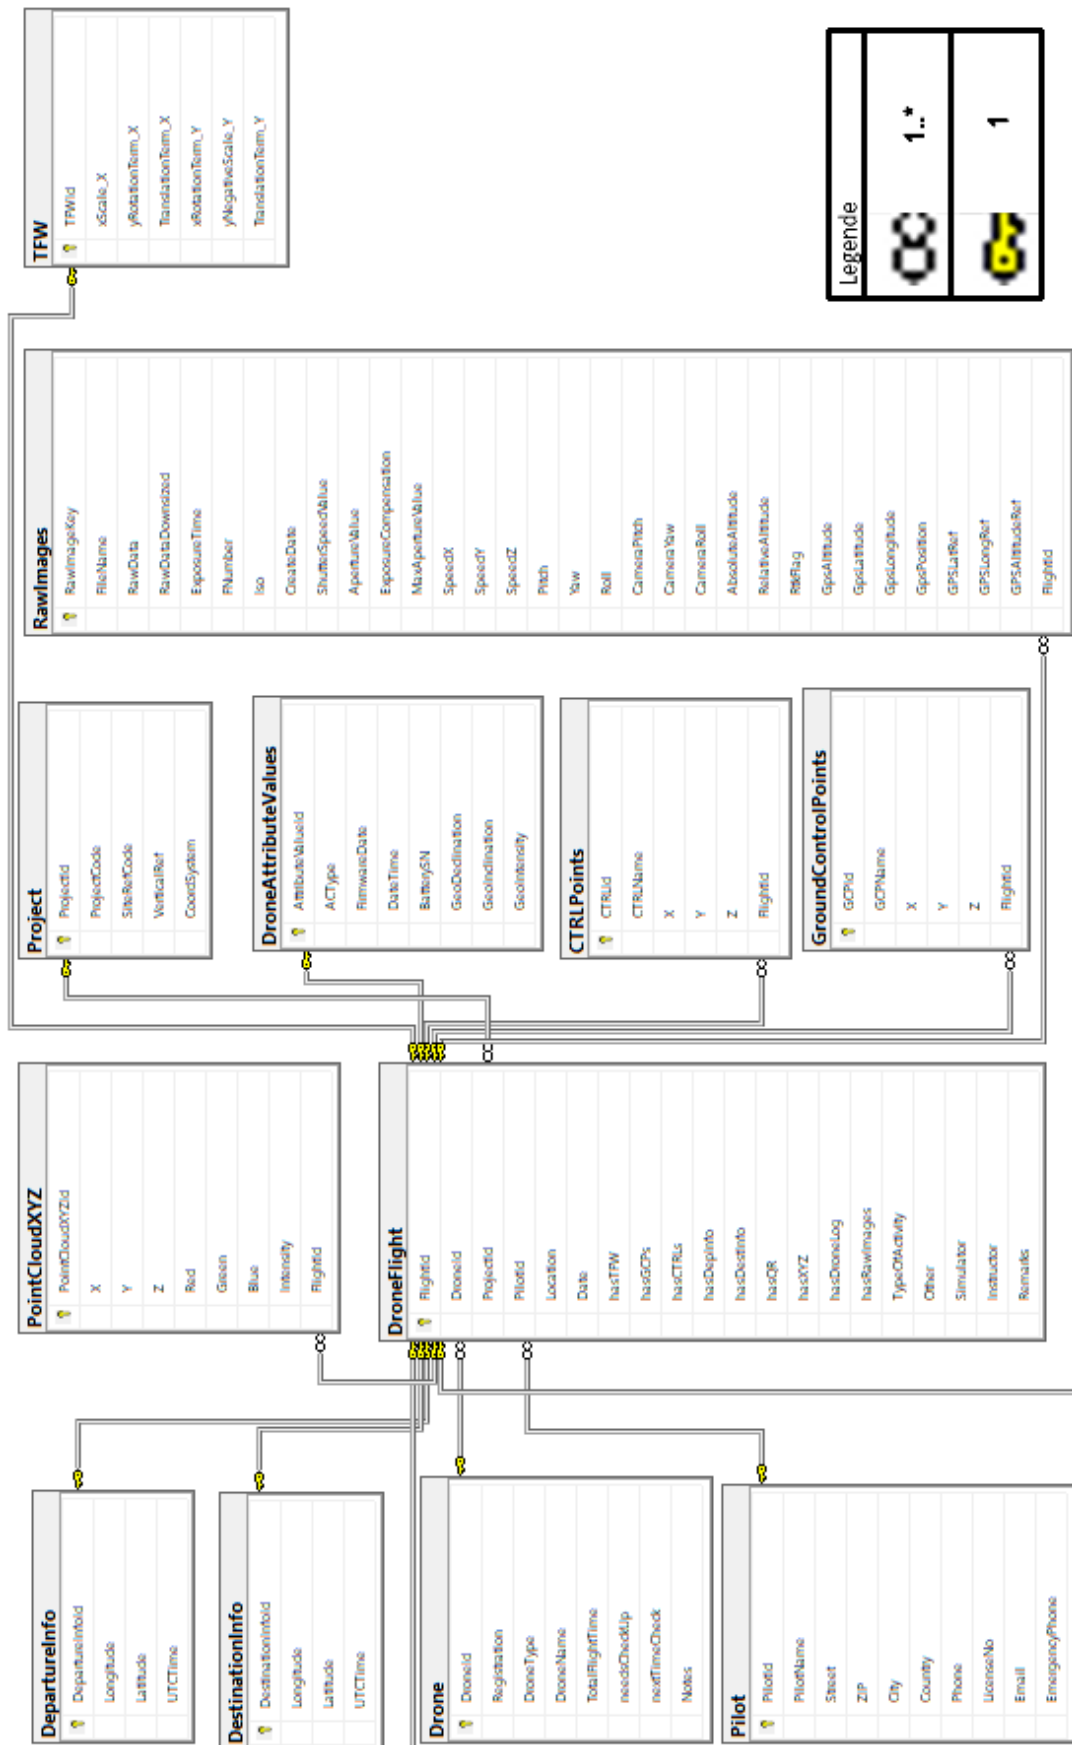 DepartureInfo
DepartureInfoId
Longitude
Latitude
UTCTime
DestinationInfo
DestinationInfoId
Longitude
Latitude
UTCTime
Drone
DroneId
Registration
DroneType
DroneName
TotalFlightTime
needsCheckUp
nextTimeCheck
Notes
Pilot
PilotId
PilotName
Street
ZIP
City
Country
Phone
LicenseNo
Email
EmergencyPhone
PointCloudXYZ
PointCloudXYZId
X
Y
Z
Red
Green
Blue
Intensity
FlightId
DroneFlight
FlightId
DroneId
ProjectId
PilotId
Location
Date
hasTFW
hasGCPs
hasCTRLs
hasDepInfo
hasDestInfo
hasQR
hasXYZ
hasDroneLog
hasRawImages
TypeOfActivity
Other
Simulator
Instructor
Remarks
Project
ProjectId
ProjectCode
SiteRefCode
VerticalRef
CoordSystem
DroneAttributeValues
AttributeValueId
ACType
FirmwareDate
DateTime
BatterySN
GeoDeclination
GeoInclination
GeoIntensity
CTRLPoints
CTRLId
CTRLName
X
Y
Z
FlightId
GroundControlPoints
GCPId
GCPName
X
Y
Z
FlightId
RawImages
RawImageKey
FileName
RawData
RawDataDownsized
ExposureTime
FNumber
Iso
CreateDate
ShutterSpeedValue
ApertureValue
ExposureCompensation
MaxApertureValue
SpeedX
SpeedY
SpeedZ
Pitch
Yaw
Roll
CameraPitch
CameraYaw
CameraRoll
AbsoluteAltitude
RelativeAltitude
RtkFlag
GpsAltitude
GpsLatitude
GpsLongitude
GpsPosition
GPSLatRef
GPSLongRef
GPSAltitudeRef
FlightId
TFW
TFWId
xScale_X
yRotationTerm_X
TranslationTerm_X
xRotationTerm_Y
yNegativeScale_Y
TranslationTerm_Y
Legende
1..*
1